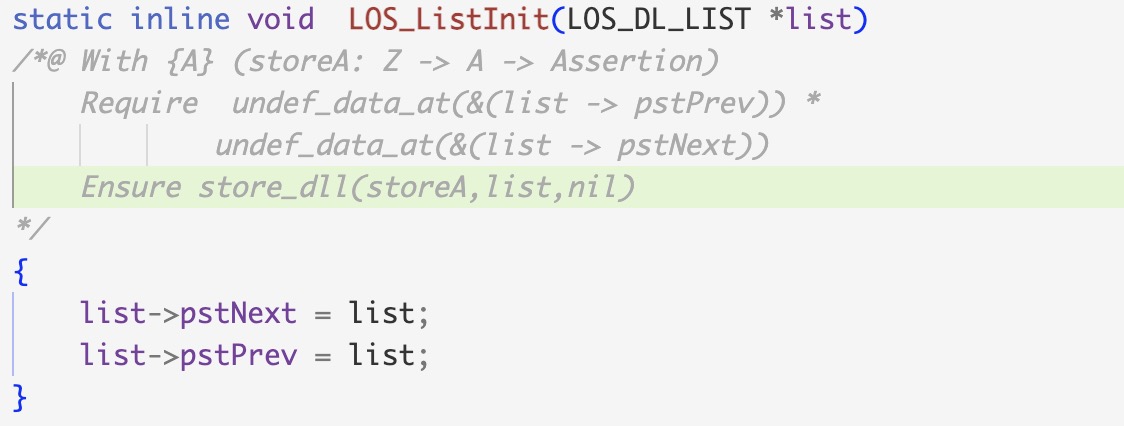 static inline void  LOS_ListInit(LOS_DL_LIST *list)
/*@ With {A} (storeA: Z -> A -> Assertion)
    Require  undef_data_at(&(list -> pstPrev)) *
            undef_data_at(&(list -> pstNext))
    Ensure store_dll(storeA,list,nil)
*/
{
    list->pstNext = list;
    list->pstPrev = list;
}